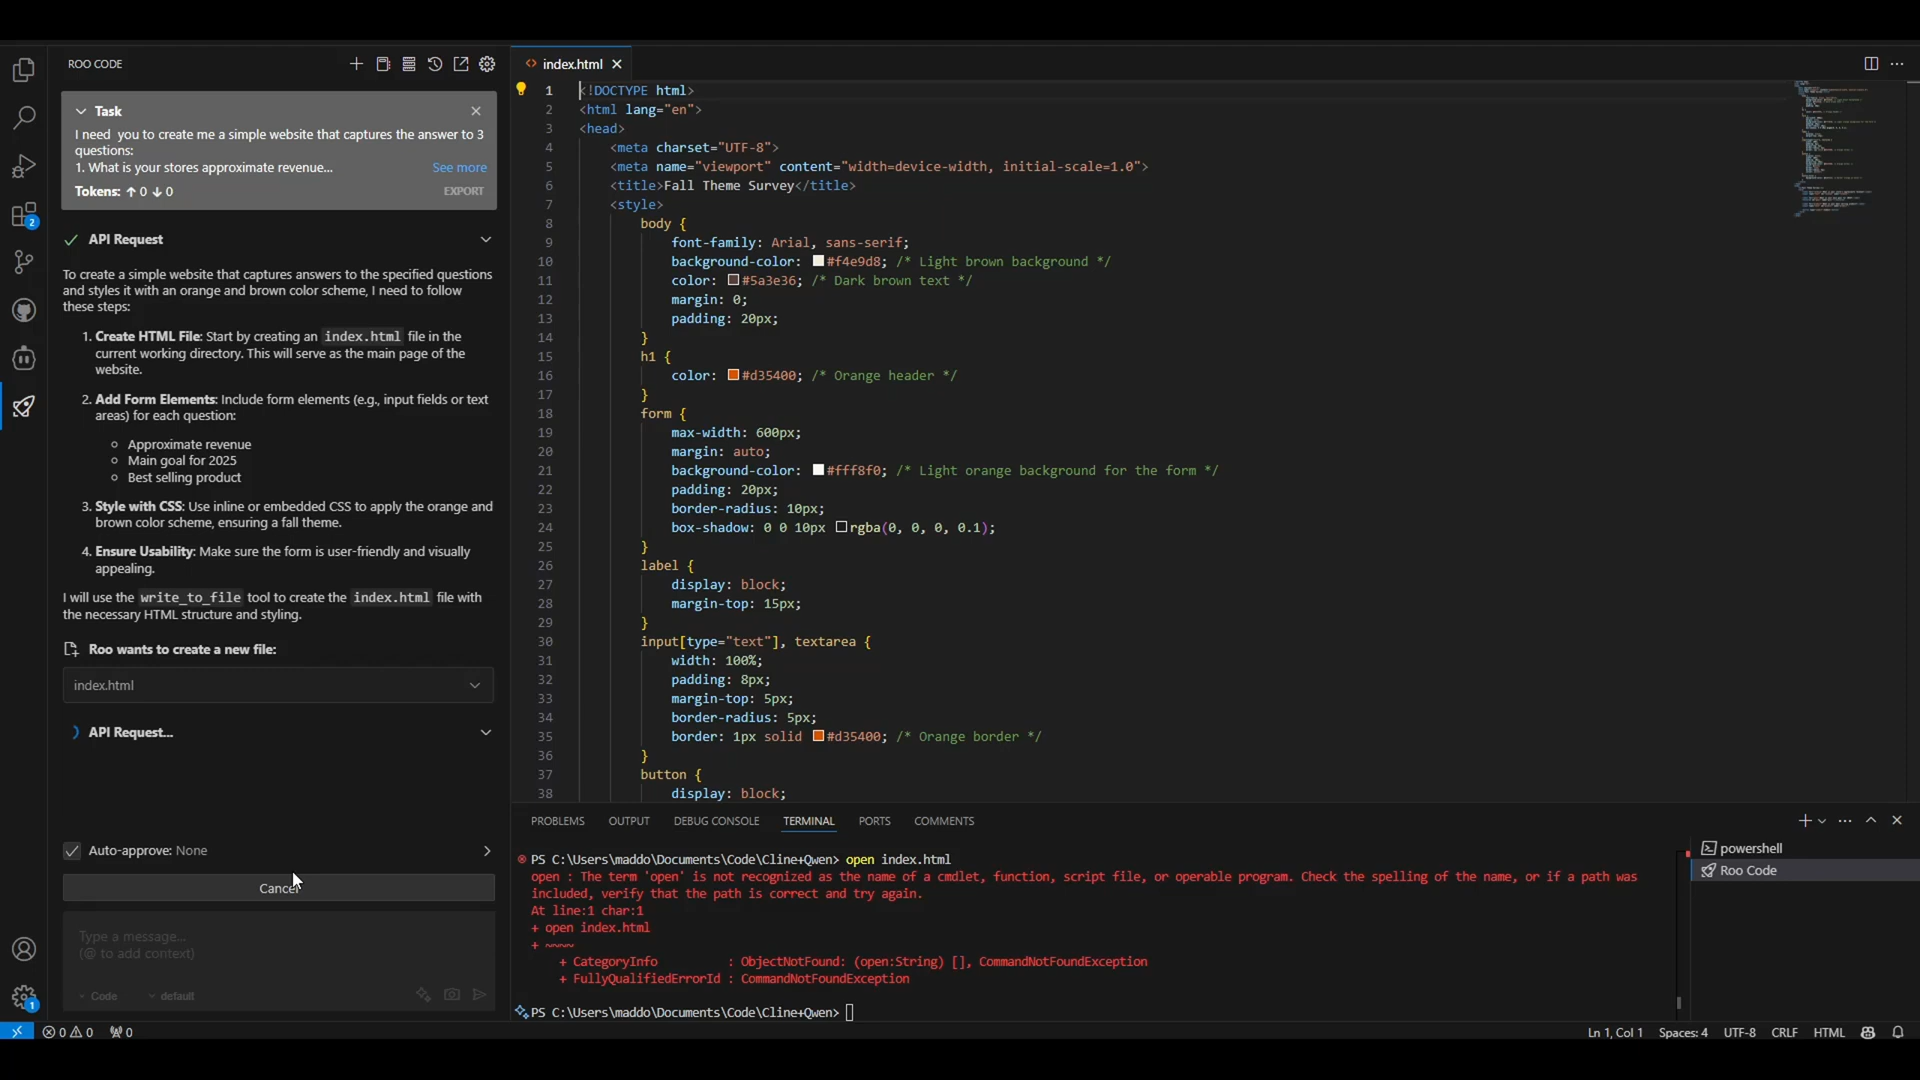 ROO CODE
Task
I need  you to create me a simple website that captures the answer to 3
questions:
1. What is your stores approximate revenue...
See more
Tokens: ↑ 0 ↓ 0
EXPORT
API Request
To create a simple website that captures answers to the specified questions
and styles it with an orange and brown color scheme, I need to follow
these steps:
1. Create HTML File: Start by creating an index.html file in the
current working directory. This will serve as the main page of the
website.
2. Add Form Elements: Include form elements (e.g., input fields or text
areas) for each question:
Approximate revenue
Main goal for 2025
Best selling product
3. Style with CSS: Use inline or embedded CSS to apply the orange and
brown color scheme, ensuring a fall theme.
4. Ensure Usability: Make sure the form is user-friendly and visually
appealing.
I will use the write_to_file tool to create the index.html file with
the necessary HTML structure and styling.
Roo wants to create a new file:
index.html
API Request...
Auto-approve: None
Cancel
Type a message...
(@ to add context)
Code
default
2
1
index.html
1 <!DOCTYPE html>
2 <html lang="en">
3 <head>
4 <meta charset="UTF-8">
5 <meta name="viewport" content="width=device-width, initial-scale=1.0">
6 <title>Fall Theme Survey</title>
7 <style>
8 body {
9 font-family: Arial, sans-serif;
10 background-color: #f4e9d8; /* Light brown background */
11 color: #5a3e36; /* Dark brown text */
12 margin: 0;
13 padding: 20px;
14 }
15 h1 {
16 color: #d35400; /* Orange header */
17 }
18 form {
19 max-width: 600px;
20 margin: auto;
21 background-color: #fff8f0; /* Light orange background for the form */
22 padding: 20px;
23 border-radius: 10px;
24 box-shadow: 0 0 10px rgba(0, 0, 0, 0.1);
25 }
26 label {
27 display: block;
28 margin-top: 15px;
29 }
30 input[type="text"], textarea {
31 width: 100%;
32 padding: 8px;
33 margin-top: 5px;
34 border-radius: 5px;
35 border: 1px solid #d35400; /* Orange border */
36 }
37 button {
38 display: block;
PROBLEMS OUTPUT DEBUG CONSOLE TERMINAL PORTS COMMENTS
PS C:\Users\maddo\Documents\Code\Cline+Qwen> open index.html
open : The term 'open' is not recognized as the name of a cmdlet, function, script file, or operable program. Check the spelling of the name, or if a path was
included, verify that the path is correct and try again.
At line:1 char:1
+ open index.html
+ ~~~~
+ CategoryInfo          : ObjectNotFound: (open:String) [], CommandNotFoundException
+ FullyQualifiedErrorId : CommandNotFoundException
PS C:\Users\maddo\Documents\Code\Cline+Qwen>
powershell
Roo Code
0 0 0
Ln 1, Col 1 Spaces: 4 UTF-8 CRLF HTML